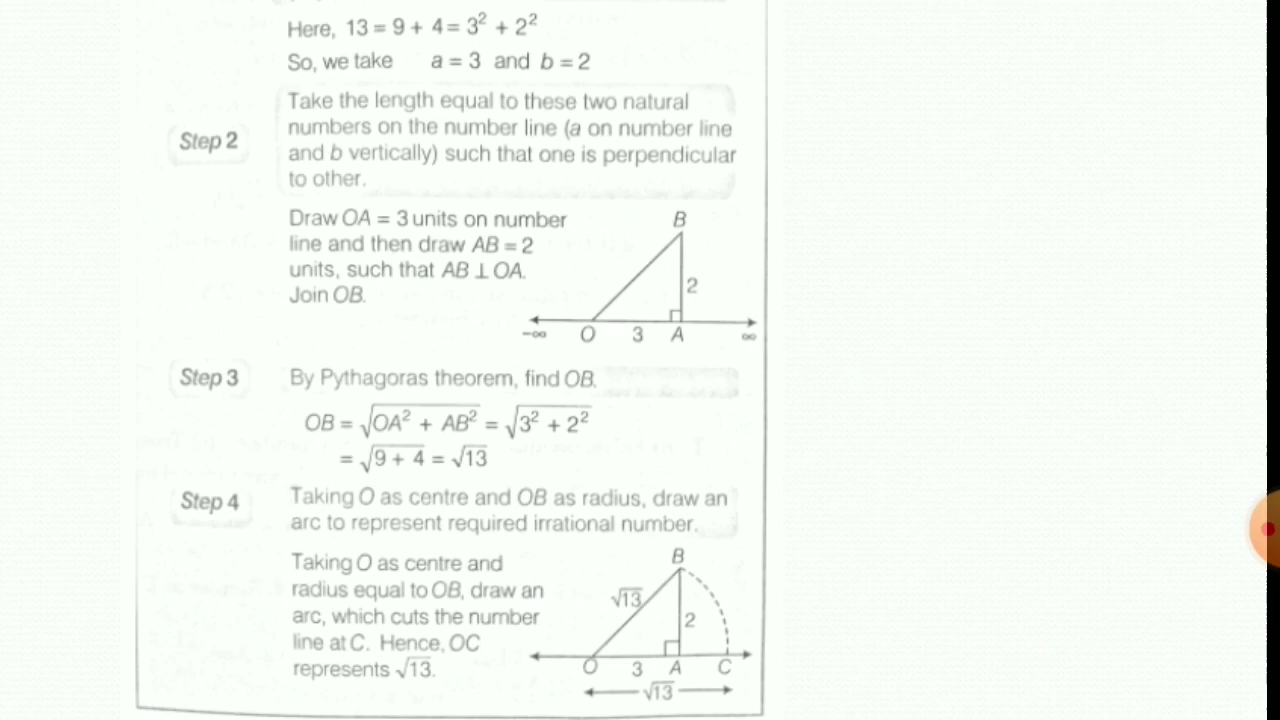 Here, 13 = 9 + 4 = 3² + 2²
So, we take a = 3 and b = 2
Step 2
Take the length equal to these two natural
numbers on the number line (a on number line
and b vertically) such that one is perpendicular
to other.
Draw OA = 3 units on number
line and then draw AB = 2
units, such that AB ⊥ OA.
Join OB.
B
2
−∞ O 3 A ∞
Step 3
By Pythagoras theorem, find OB.
OB = √(OA² + AB²) = √(3² + 2²)
= √(9 + 4) = √13
Step 4
Taking O as centre and OB as radius, draw an
arc to represent required irrational number.
Taking O as centre and
radius equal to OB, draw an
arc, which cuts the number
line at C. Hence, OC
represents √13.
B
√13
2
O 3 A C
√13